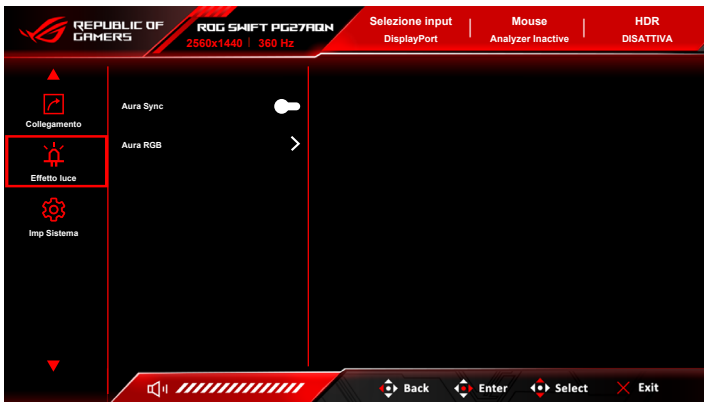 REPUBLIC OF
GAMERS
ROG SWIFT PG27AQN
2560x1440 | 360 Hz
Selezione input
DisplayPort
Mouse
Analyzer Inactive
HDR
DISATTIVA
Collegamento
Effetto luce
Imp Sistema
Aura Sync
Aura RGB
Back
Enter
Select
Exit